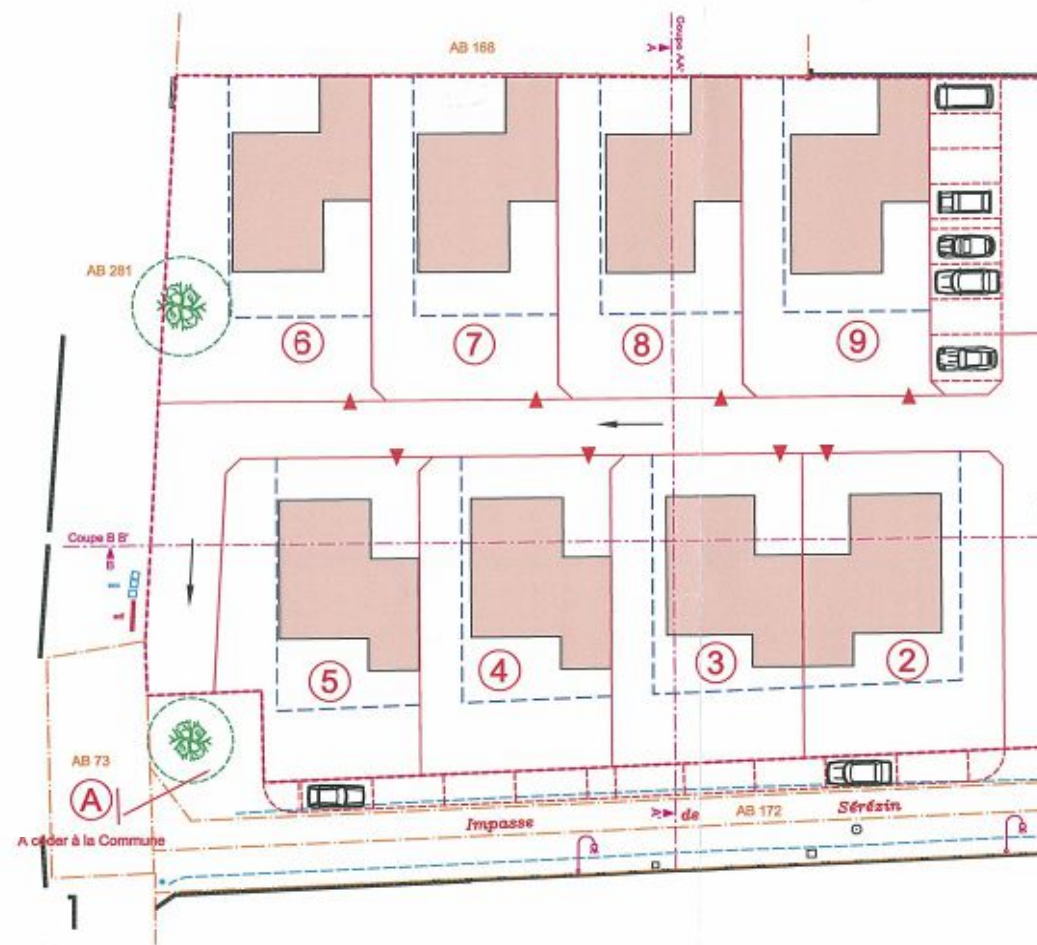 AB 168
A
Coupe AA'
AB 281
6
7
8
9
Coupe B B'
B
5
4
3
2
AB 73
A
A céder à la Commune
Impasse
de
Sérézin
A
AB 172
1